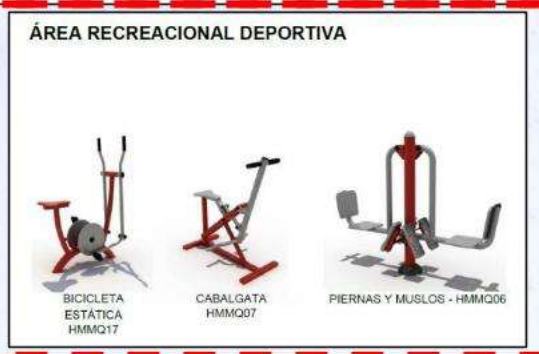 ÁREA RECREACIONAL DEPORTIVA
BICICLETA
ESTÁTICA
HMMQ17
CABALGATA
HMMQ07
PIERNAS Y MUSLOS - HMMQ06